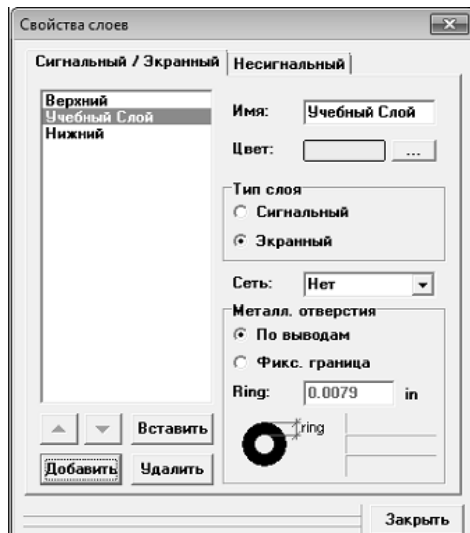 Свойства слоев
Сигнальный / Экранный
Несигнальный
Верхний
Учебный Слой
Нижний
Имя: Учебный Слой
Цвет: ...
Тип слоя
Сигнальный
Экранный
Сеть: Нет
Металл. отверстия
По выводам
Фикс. граница
Ring: 0.0079 in
ring
Вставить
Добавить Удалить
Закрыть